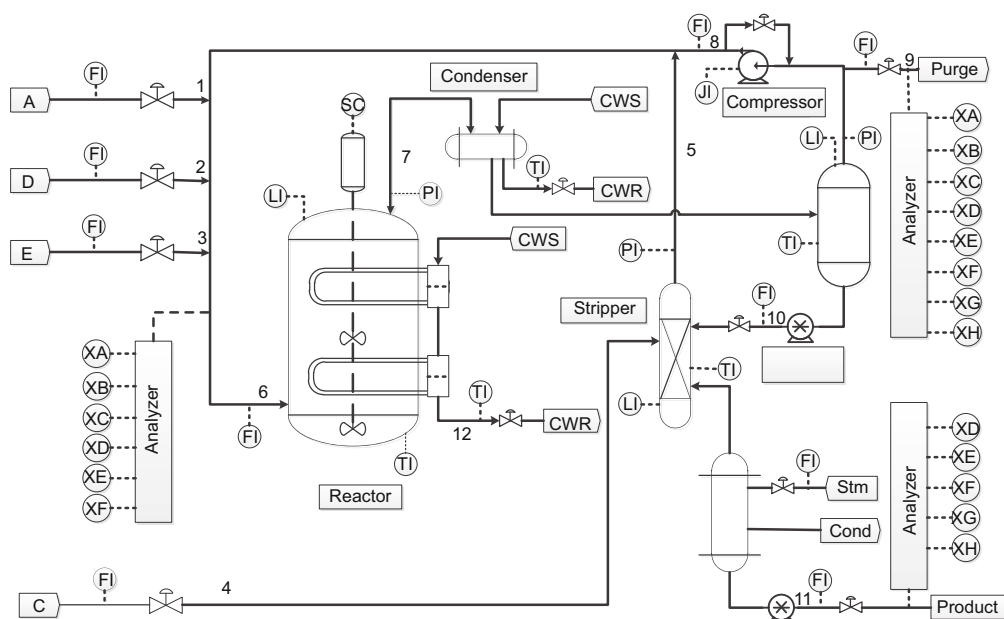 FI
8
FI
9
Purge
Condenser
CWS
JI
Compressor
A
FI
1
SC
7
TI
CWR
5
LI
PI
Analyzer
XA
XB
XC
XD
XE
XF
XG
XH
D
FI
2
LI
PI
E
FI
3
CWS
PI
TI
Stripper
FI
10
XA
XB
XC
XD
XE
XF
Analyzer
6
FI
TI
12
CWR
TI
LI
TI
Reactor
FI
Stm
Cond
Analyzer
XD
XE
XF
XG
XH
C
FI
4
FI
11
Product